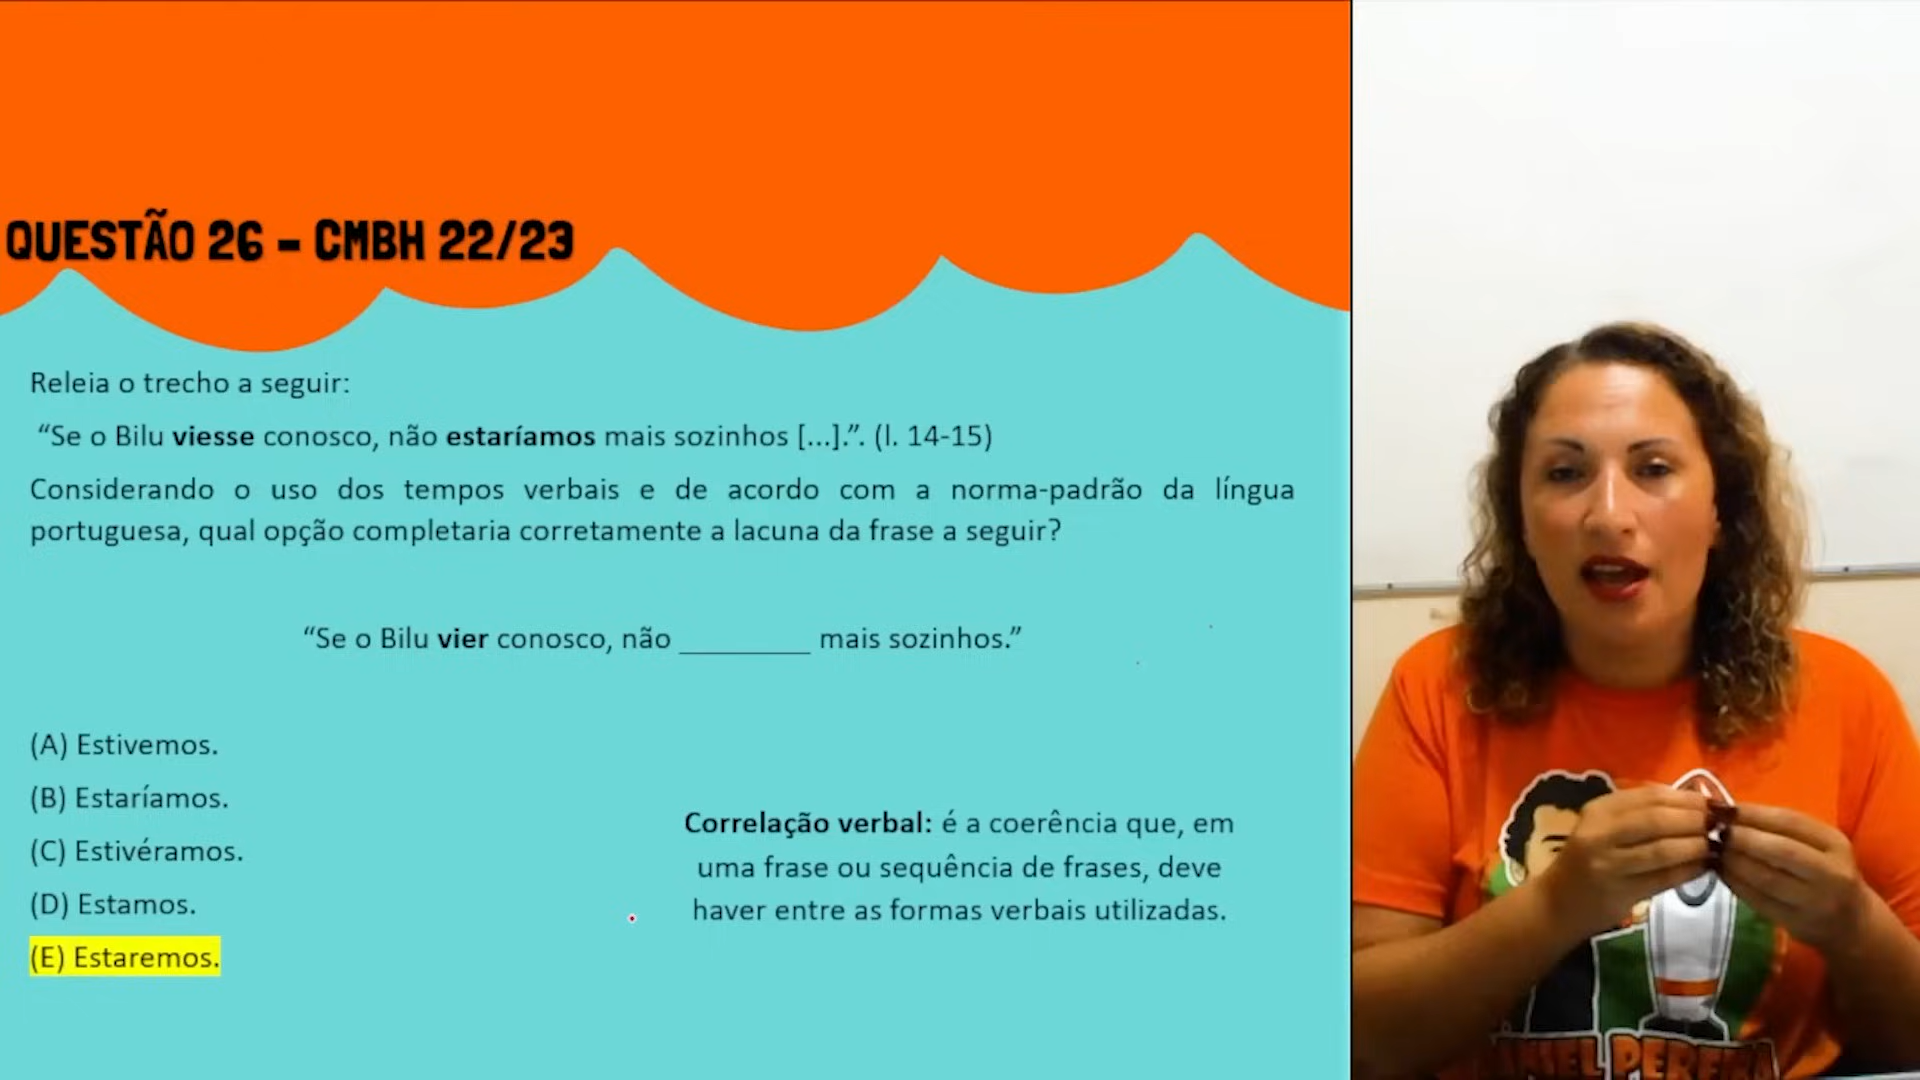 QUESTÃO 26 – CMBH 22/23
Releia o trecho a seguir:
“Se o Bilu viesse conosco, não estaríamos mais sozinhos [...].”. (l. 14-15)
Considerando o uso dos tempos verbais e de acordo com a norma-padrão da língua
portuguesa, qual opção completaria corretamente a lacuna da frase a seguir?
“Se o Bilu vier conosco, não _________ mais sozinhos.”
(A) Estivemos.
(B) Estaríamos.
(C) Estivéramos.
(D) Estamos.
(E) Estaremos.
Correlação verbal: é a coerência que, em
uma frase ou sequência de frases, deve
haver entre as formas verbais utilizadas.
PEREIRA